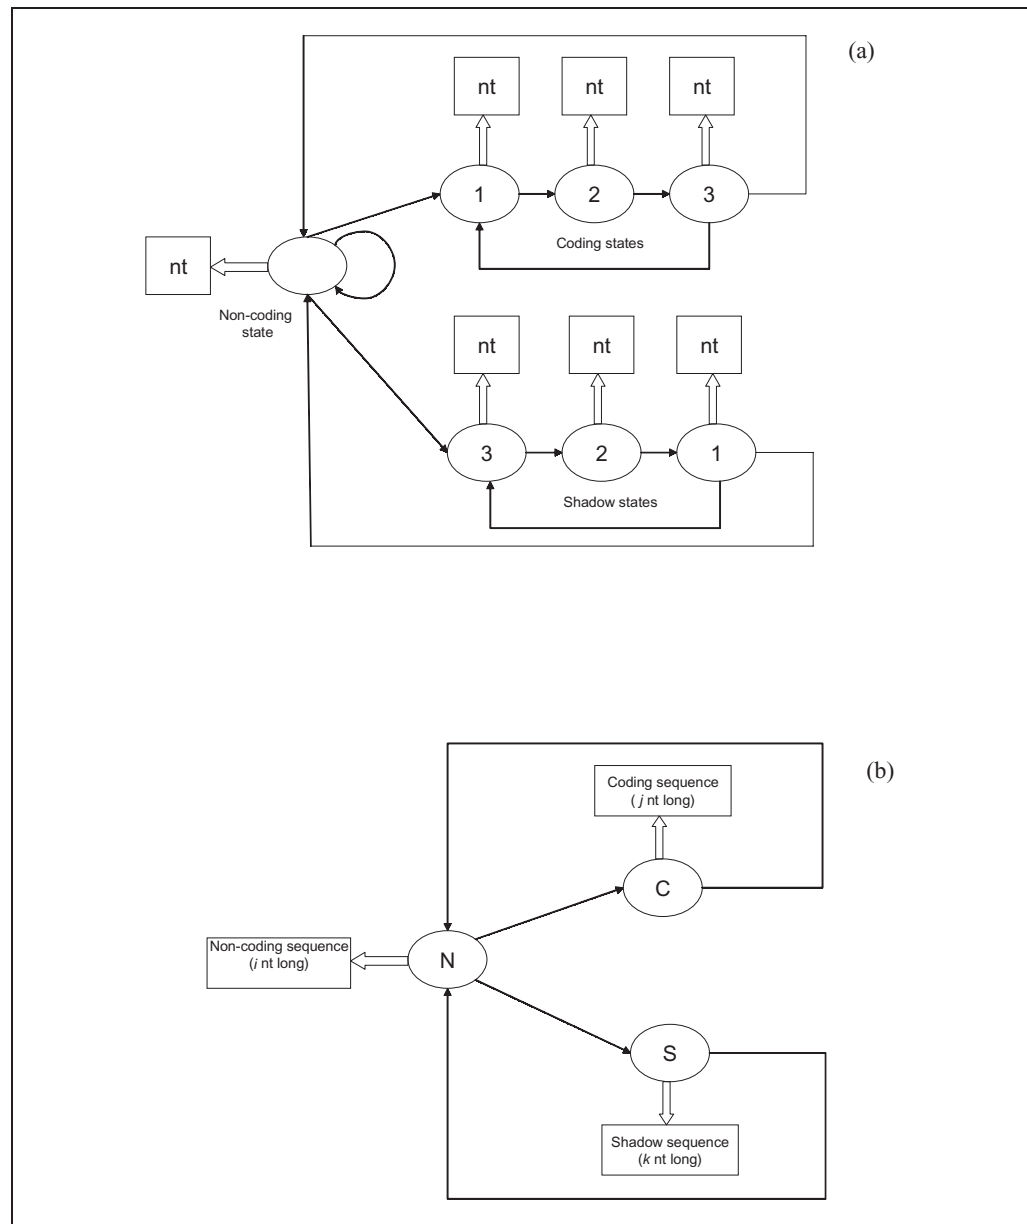 (a)
nt
nt
nt
1
2
3
Coding states
nt
Non-coding
state
nt
nt
nt
3
2
1
Shadow states
(b)
Coding sequence
( j nt long)
C
Non-coding sequence
(i nt long)
N
S
Shadow sequence
(k nt long)